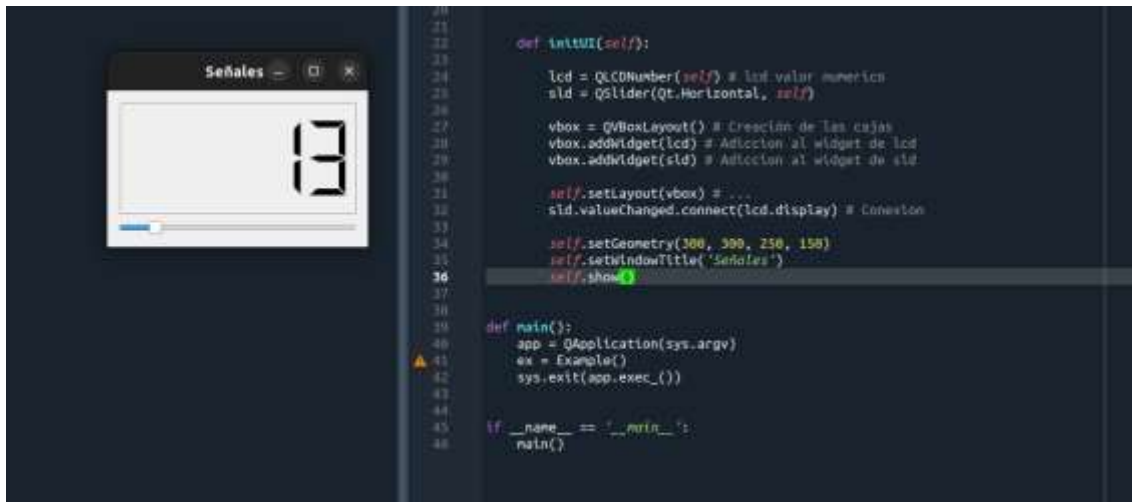 Señales
13
20
21
22 def initUI(self):
23
24 lcd = QLCDNumber(self) # lcd valor numerico
25 sld = QSlider(Qt.Horizontal, self)
26
27 vbox = QVBoxLayout() # Creación de las cajas
28 vbox.addWidget(lcd) # Adiccion al widget de lcd
29 vbox.addWidget(sld) # Adiccion al widget de sld
30
31 self.setLayout(vbox) # ...
32 sld.valueChanged.connect(lcd.display) # Conexion
33
34 self.setGeometry(300, 300, 250, 150)
35 self.setWindowTitle('Señales')
36 self.show()
37
38
39 def main():
40 app = QApplication(sys.argv)
41 ex = Example()
42 sys.exit(app.exec_())
43
44
45 if __name__ == '__main__':
46 main()